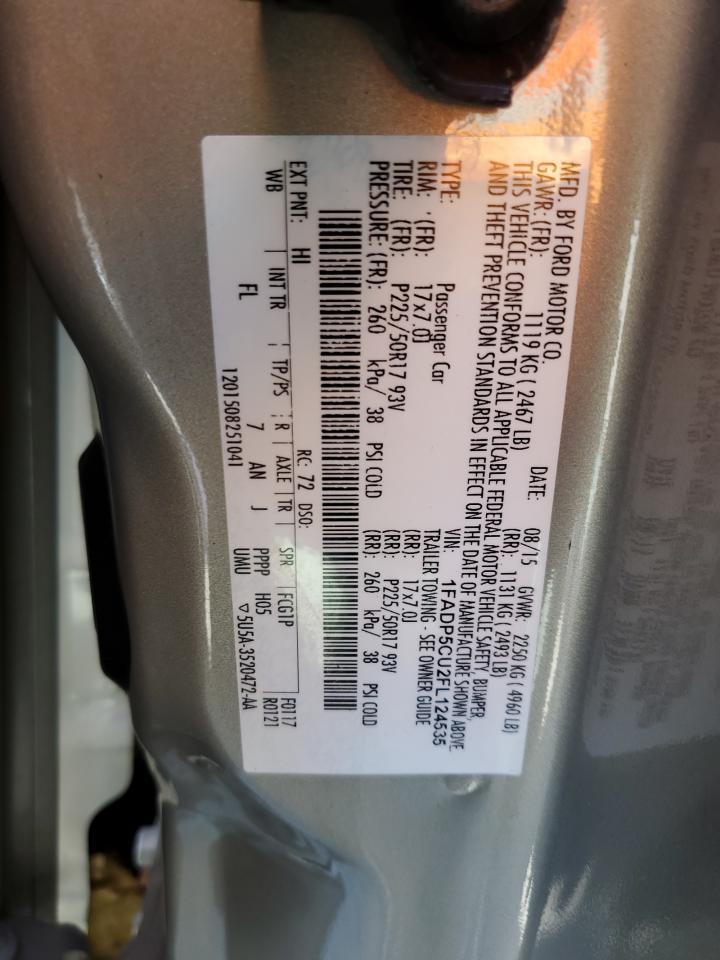 MFD. BY FORD MOTOR CO.
DATE: 08/15 GVWR: 2250 KG ( 4960 LB)
GAWR: (FR): 1119 KG ( 2467 LB) (RR): 1131 KG ( 2493 LB)
THIS VEHICLE CONFORMS TO ALL APPLICABLE FEDERAL MOTOR VEHICLE SAFETY, BUMPER,
AND THEFT PREVENTION STANDARDS IN EFFECT ON THE DATE OF MANUFACTURE SHOWN ABOVE
VIN: 1FADP5CU2FL124535
TYPE: Passenger Car TRAILER TOWING - SEE OWNER GUIDE
RIM: (FR): 17x7.0J (RR): 17x7.0J
TIRE: (FR): P225/50R17 93V (RR): P225/50R17 93V
PRESSURE: (FR): 260 kPa/ 38 PSI COLD (RR): 260 kPa/ 38 PSI COLD
EXT PNT: HI RC: 72 DSO: F0117
WB INT TR TP/PS R AXLE TR SPR FCG1P R0121
FL 7 AN J PPPP H05
120150825104I UMU ▽5U5A-3520472-AA